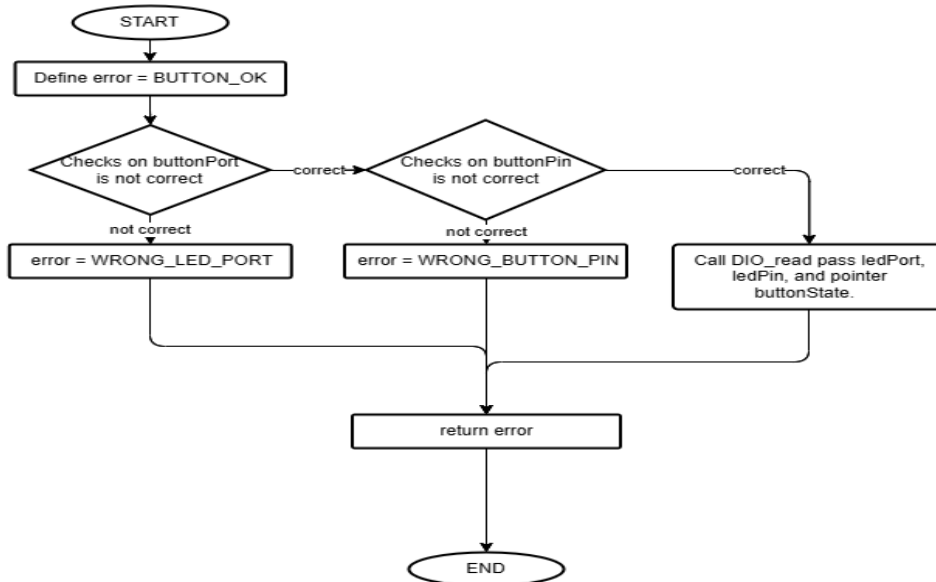 START
Define error = BUTTON_OK
Checks on buttonPort
is not correct
correct
Checks on buttonPin
is not correct
correct
not correct
not correct
error = WRONG_LED_PORT
error = WRONG_BUTTON_PIN
Call DIO_read pass ledPort,
ledPin, and pointer
buttonState.
return error
END